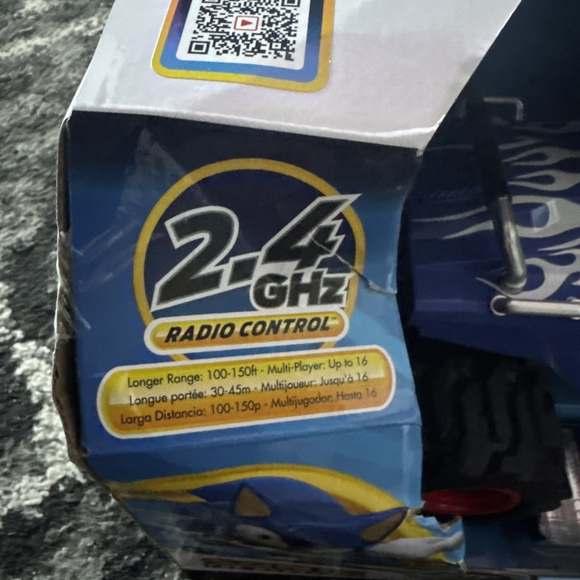 2.4
GHz
RADIO CONTROL™
Longer Range: 100-150ft - Multi-Player: Up to 16
Longue portée: 30-45m - Multijoueur: Jusqu'à 16
Larga Distancia: 100-150p - Multijugador: Hasta 16